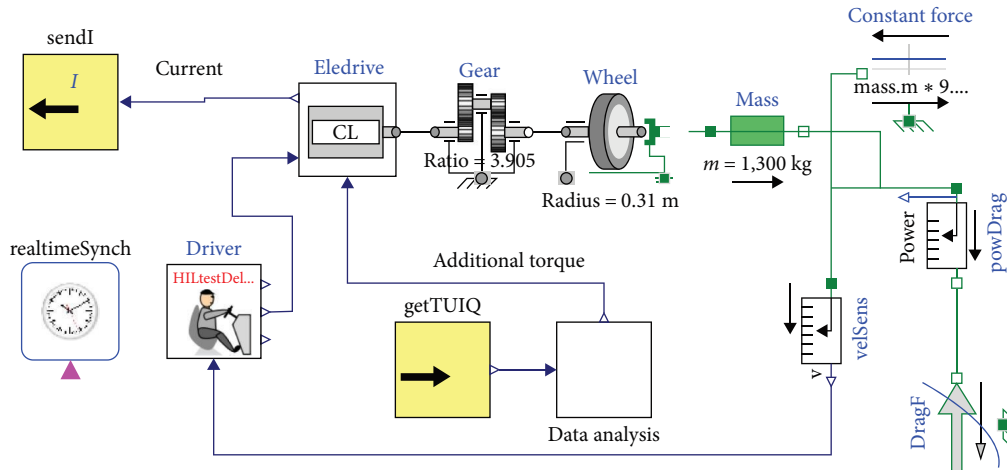 sendI
I
Current
Eledrive
CL
Gear
Ratio = 3.905
Wheel
Radius = 0.31 m
Mass
m = 1,300 kg
Constant force
mass.m * 9....
Power
powDrag
realtimeSynch
Driver
HILtestDel...
Additional torque
getTUIQ
Data analysis
velSens
v
DragF